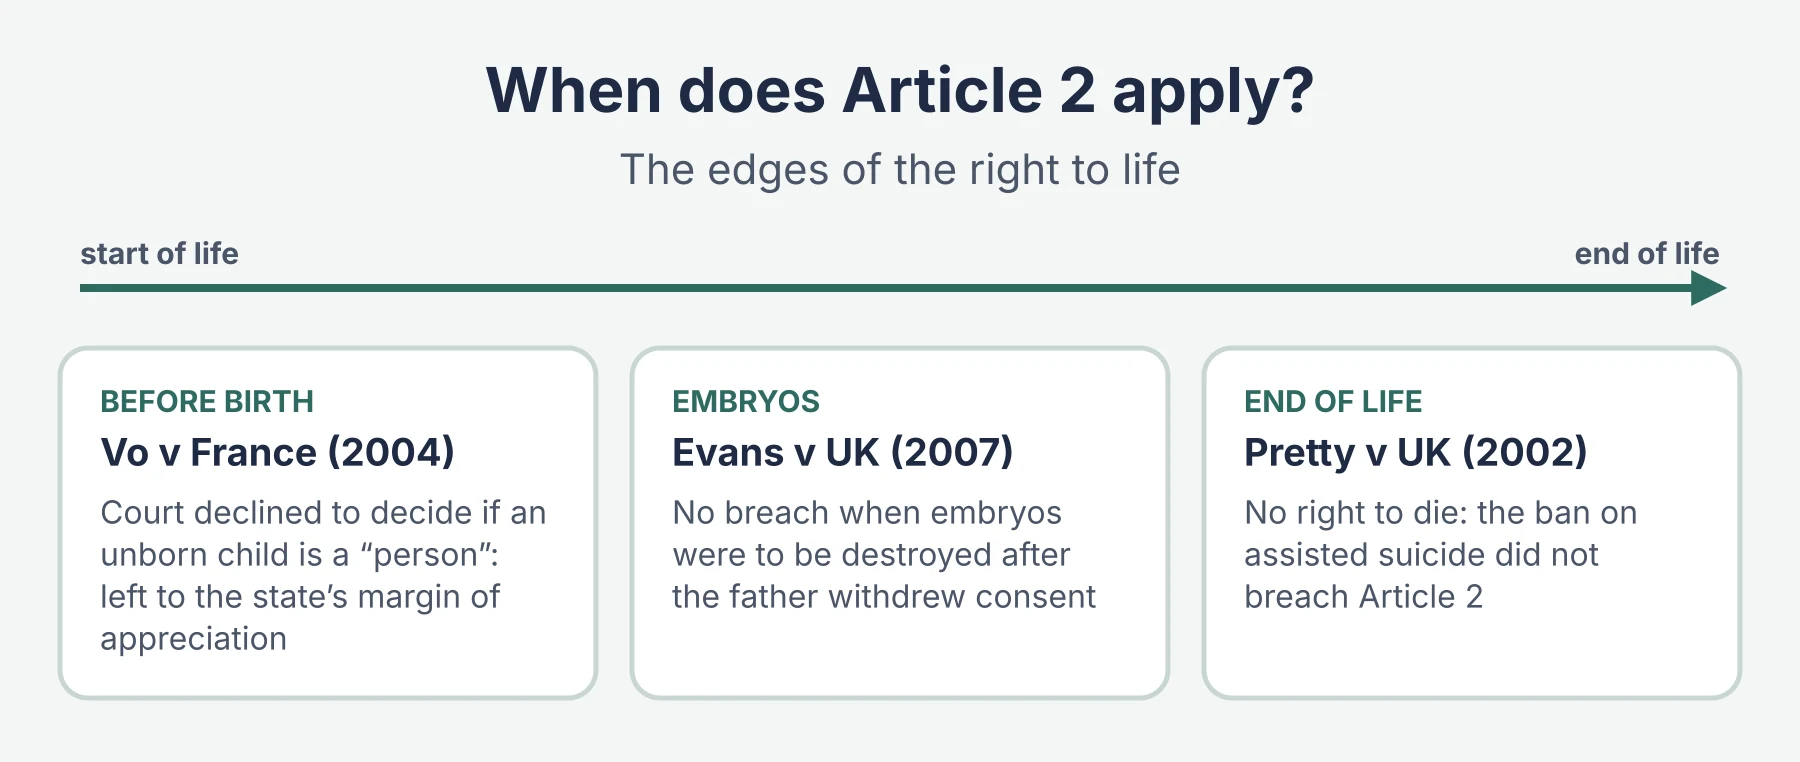 When does Article 2 apply?
The edges of the right to life
start of life
end of life
BEFORE BIRTH
Vo v France (2004)
Court declined to decide if an
unborn child is a “person”:
left to the state’s margin of
appreciation
EMBRYOS
Evans v UK (2007)
No breach when embryos
were to be destroyed after
the father withdrew consent
END OF LIFE
Pretty v UK (2002)
No right to die: the ban on
assisted suicide did not
breach Article 2